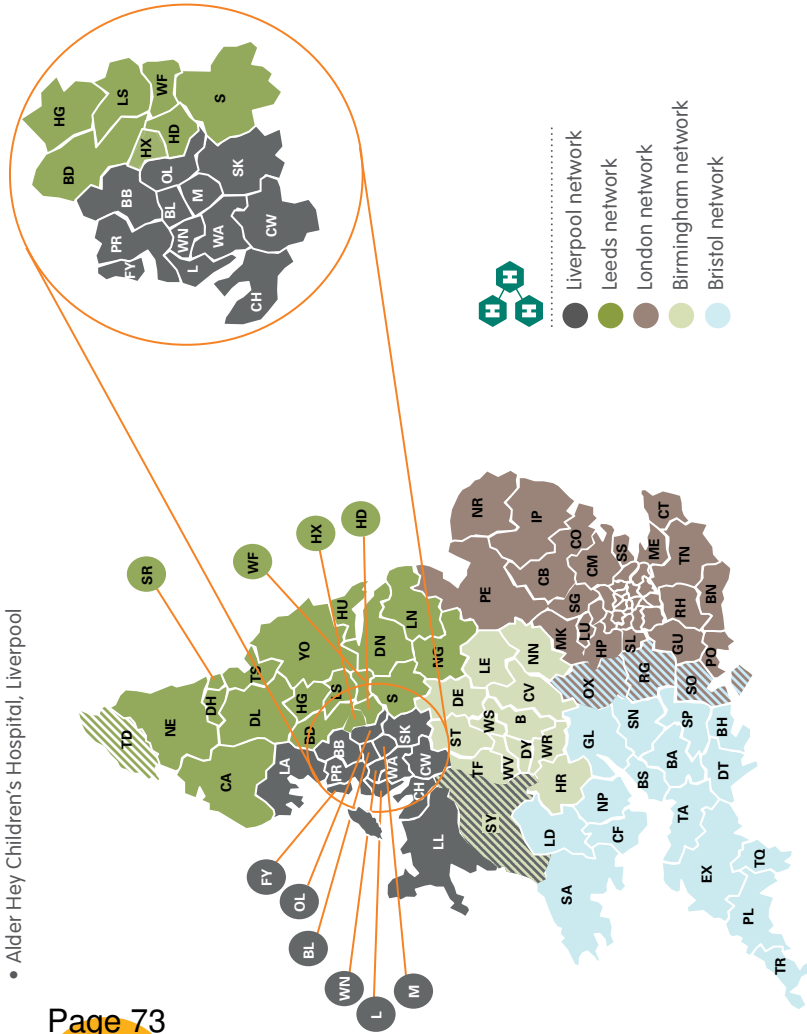 • Alder Hey Children's Hospital, Liverpool
Page 73
HG
LS
WF
S
BD
HX
HD
BB
OL
SK
PR
BL
M
FY
WN
WA
CW
L
CH
H
H
H
Liverpool network
Leeds network
London network
Birmingham network
Bristol network
SR
WF
HX
HD
FY
OL
BL
WN
L
M
TD
NE
DH
TS
CA
DL
YO
HG
HU
LA
BD
LS
DN
LN
PR
BB
S
NG
WA
SK
CH
CW
LL
ST
DE
LE
PE
NR
TF
WS
SY
WV
B
CV
NN
CB
IP
DY
WR
HR
MK
SG
CO
LU
CM
LD
GL
OX
HP
SS
SA
NP
CF
SN
RG
SL
ME
CT
BS
BA
SP
SO
GU
RH
TN
TA
BN
PO
EX
DT
BH
TQ
PL
TR